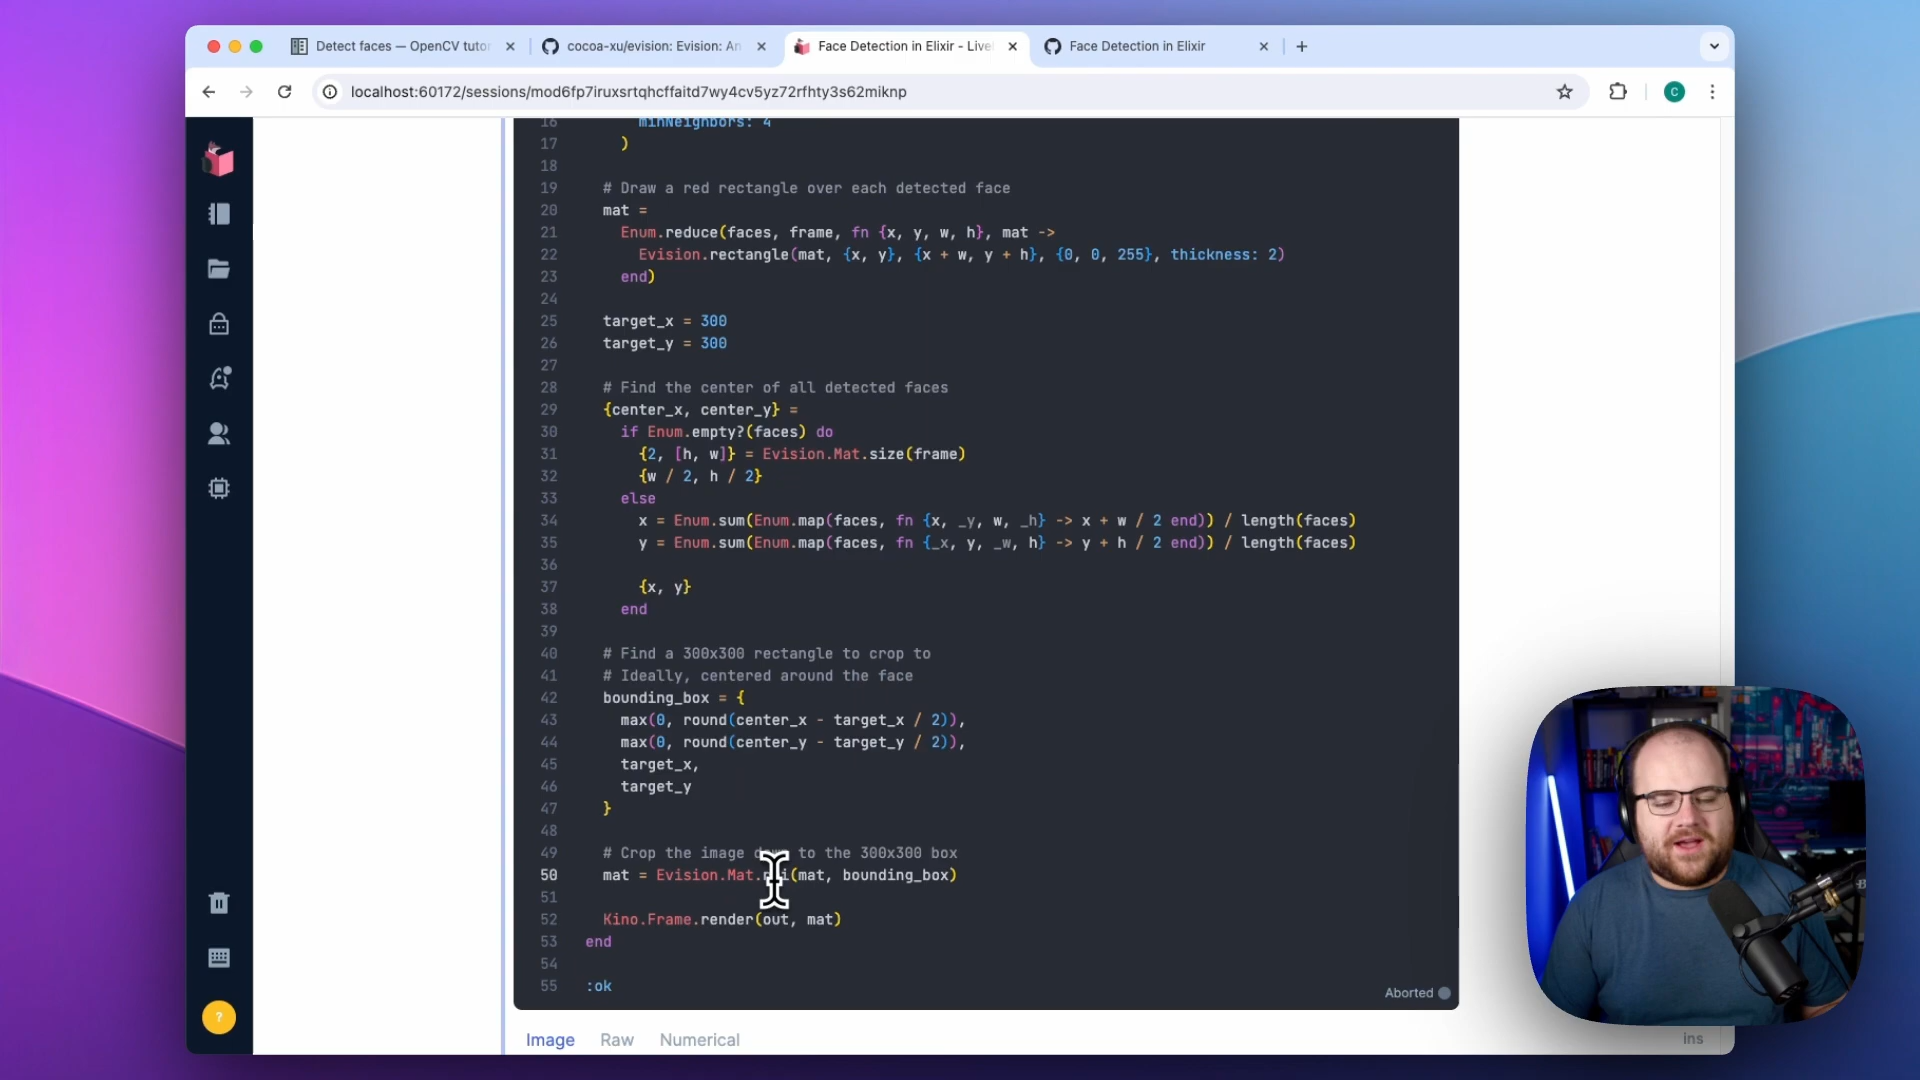 Detect faces — OpenCV tutor
cocoa-xu/evision: Evision: An
Face Detection in Elixir - Live
Face Detection in Elixir
localhost:60172/sessions/mod6fp7iruxsrtqhcffaitd7wy4cv5yz72rfhty3s62miknp
C
16 minNeighbors: 4
17 )
18
19 # Draw a red rectangle over each detected face
20 mat =
21 Enum.reduce(faces, frame, fn {x, y, w, h}, mat ->
22 Evision.rectangle(mat, {x, y}, {x + w, y + h}, {0, 0, 255}, thickness: 2)
23 end)
24
25 target_x = 300
26 target_y = 300
27
28 # Find the center of all detected faces
29 {center_x, center_y} =
30 if Enum.empty?(faces) do
31 {2, [h, w]} = Evision.Mat.size(frame)
32 {w / 2, h / 2}
33 else
34 x = Enum.sum(Enum.map(faces, fn {x, _y, w, _h} -> x + w / 2 end)) / length(faces)
35 y = Enum.sum(Enum.map(faces, fn {_x, y, _w, h} -> y + h / 2 end)) / length(faces)
36
37 {x, y}
38 end
39
40 # Find a 300x300 rectangle to crop to
41 # Ideally, centered around the face
42 bounding_box = {
43 max(0, round(center_x - target_x / 2)),
44 max(0, round(center_y - target_y / 2)),
45 target_x,
46 target_y
47 }
48
49 # Crop the image to the 300x300 box
50 mat = Evision.Mat.roi(mat, bounding_box)
51
52 Kino.Frame.render(out, mat)
53 end
54
55 :ok
Aborted
?
Image Raw Numerical
ins